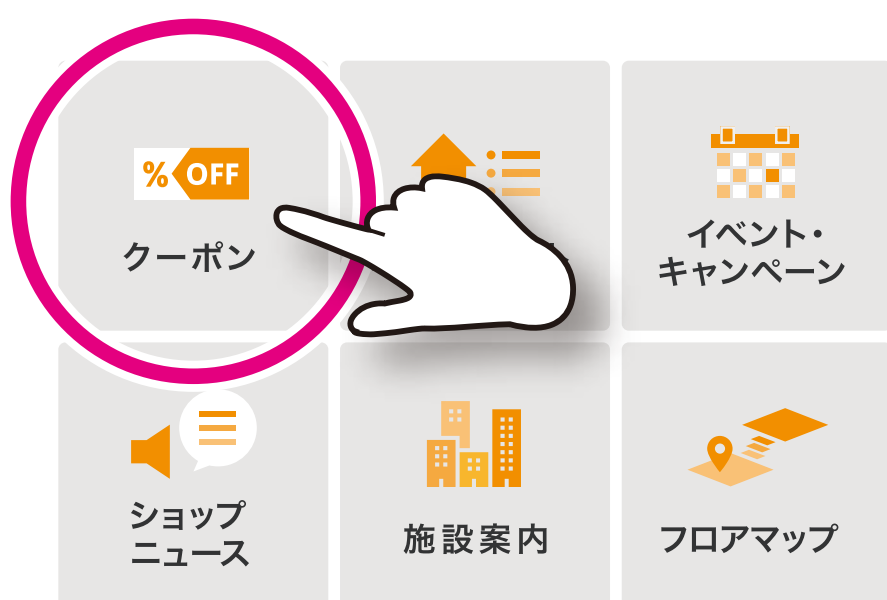 % OFF
クーポン
イベント・
キャンペーン
ショップ
ニュース
施設案内
フロアマップ